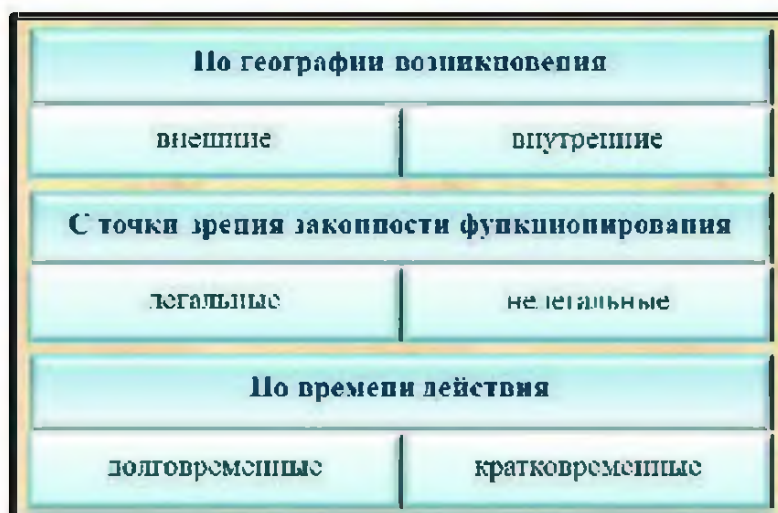 По географии возникновения
внешние внутренние
С точки зрения законности функционирования
легальные нелегальные
По времени действия
долговременные кратковременные